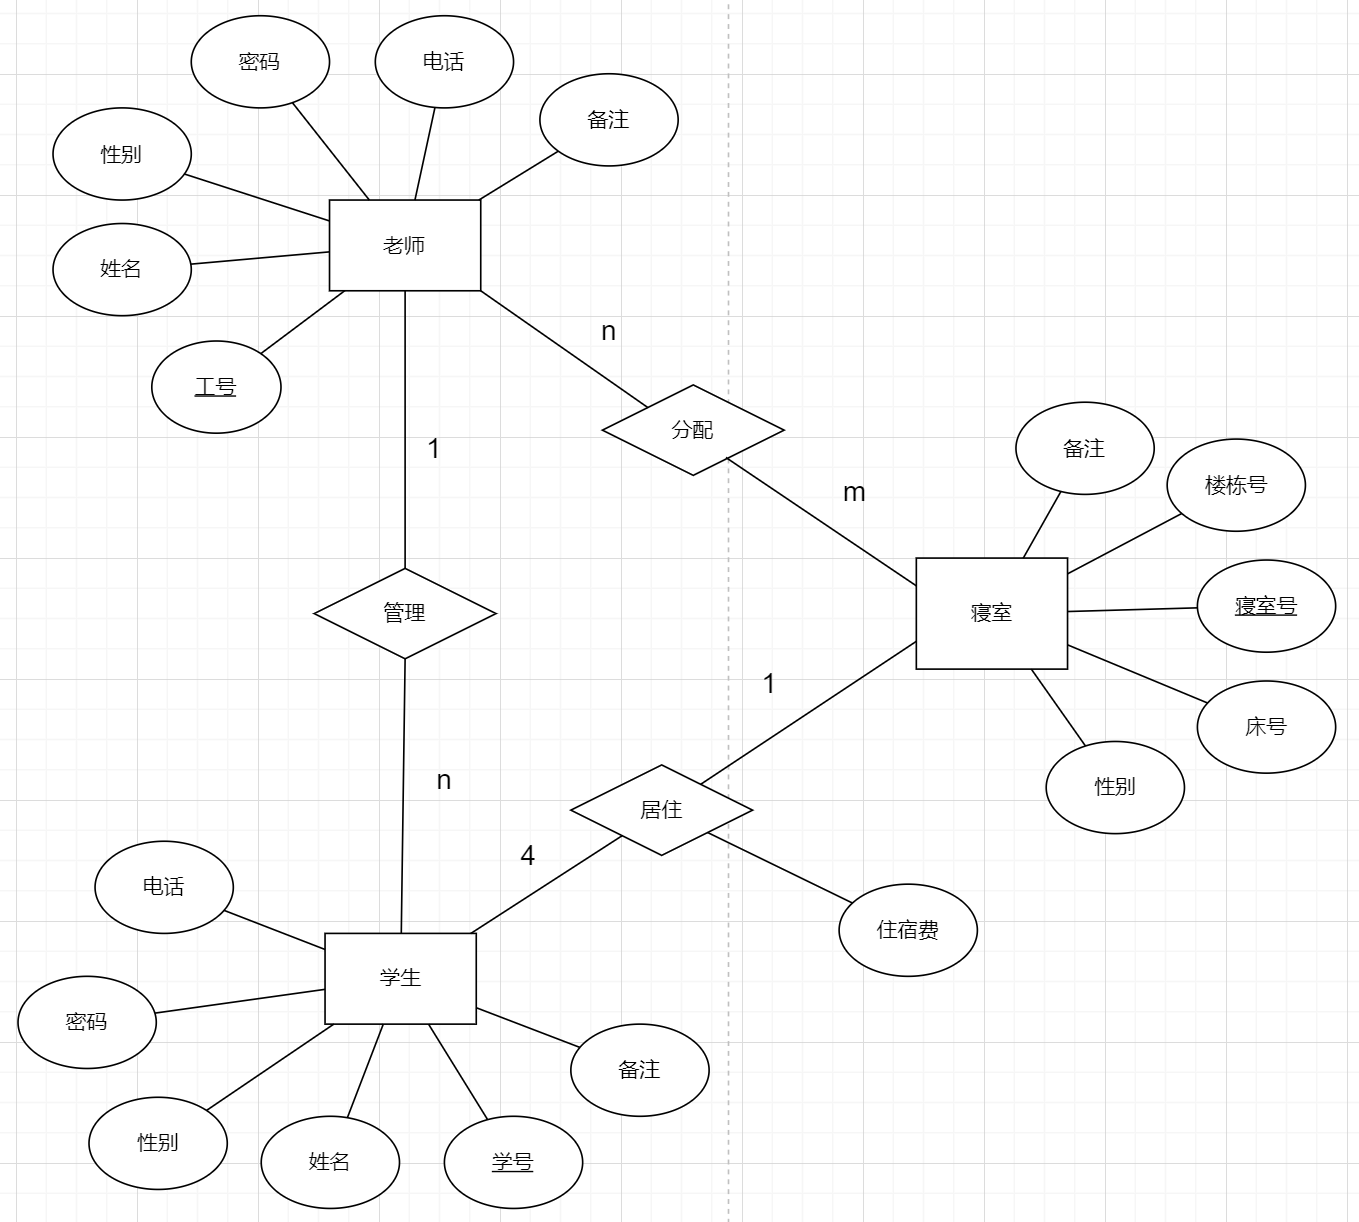 密码
电话
备注
性别
老师
姓名
n
工号
分配
1
备注
楼栋号
m
寝室号
管理
寝室
1
床号
n
性别
居住
4
电话
住宿费
学生
密码
备注
性别
姓名
学号